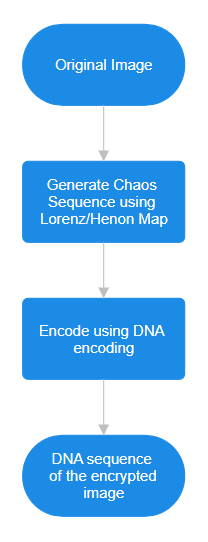 Original Image
Generate Chaos
Sequence using
Lorenz/Henon Map
Encode using DNA
encoding
DNA sequence
of the encrypted
image